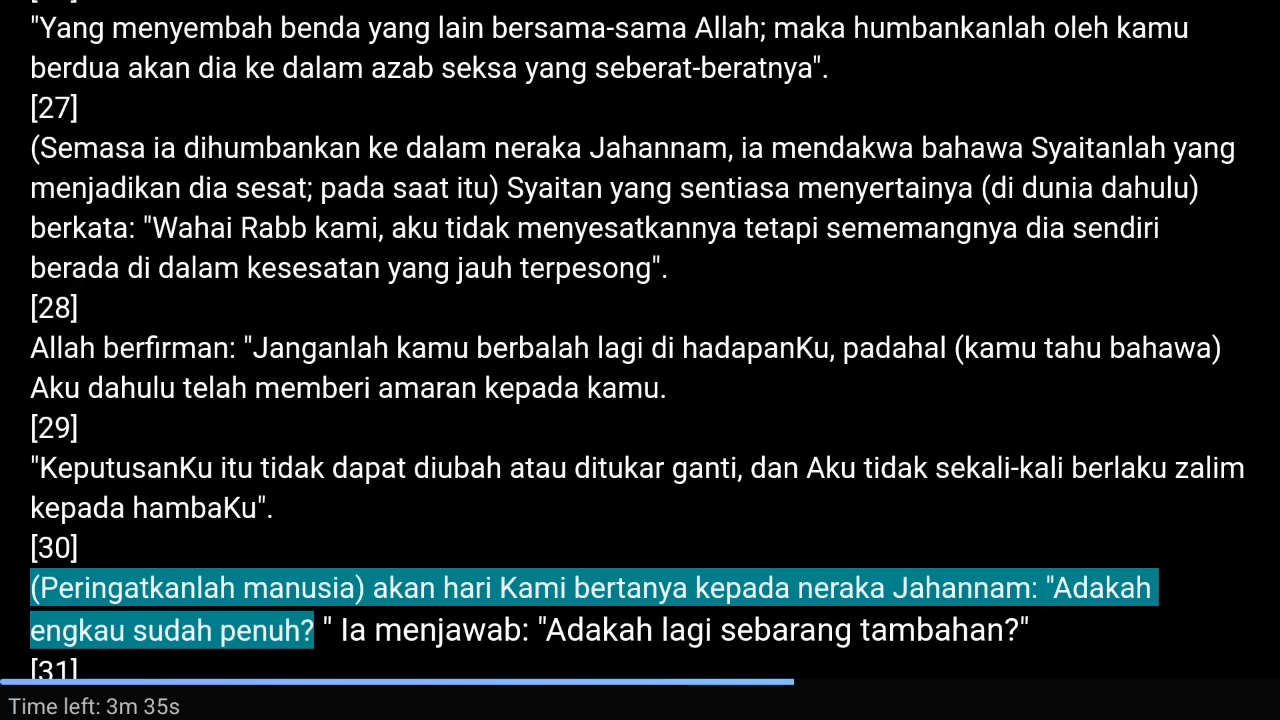 "Yang menyembah benda yang lain bersama-sama Allah; maka humbankanlah oleh kamu
berdua akan dia ke dalam azab seksa yang seberat-beratnya".
[27]
(Semasa ia dihumbankan ke dalam neraka Jahannam, ia mendakwa bahawa Syaitanlah yang
menjadikan dia sesat; pada saat itu) Syaitan yang sentiasa menyertainya (di dunia dahulu)
berkata: "Wahai Rabb kami, aku tidak menyesatkannya tetapi sememangnya dia sendiri
berada di dalam kesesatan yang jauh terpesong".
[28]
Allah berfirman: "Janganlah kamu berbalah lagi di hadapanKu, padahal (kamu tahu bahawa)
Aku dahulu telah memberi amaran kepada kamu.
[29]
"KeputusanKu itu tidak dapat diubah atau ditukar ganti, dan Aku tidak sekali-kali berlaku zalim
kepada hambaKu".
[30]
(Peringatkanlah manusia) akan hari Kami bertanya kepada neraka Jahannam: "Adakah
engkau sudah penuh? " Ia menjawab: "Adakah lagi sebarang tambahan?"
[31]
Time left: 3m 35s